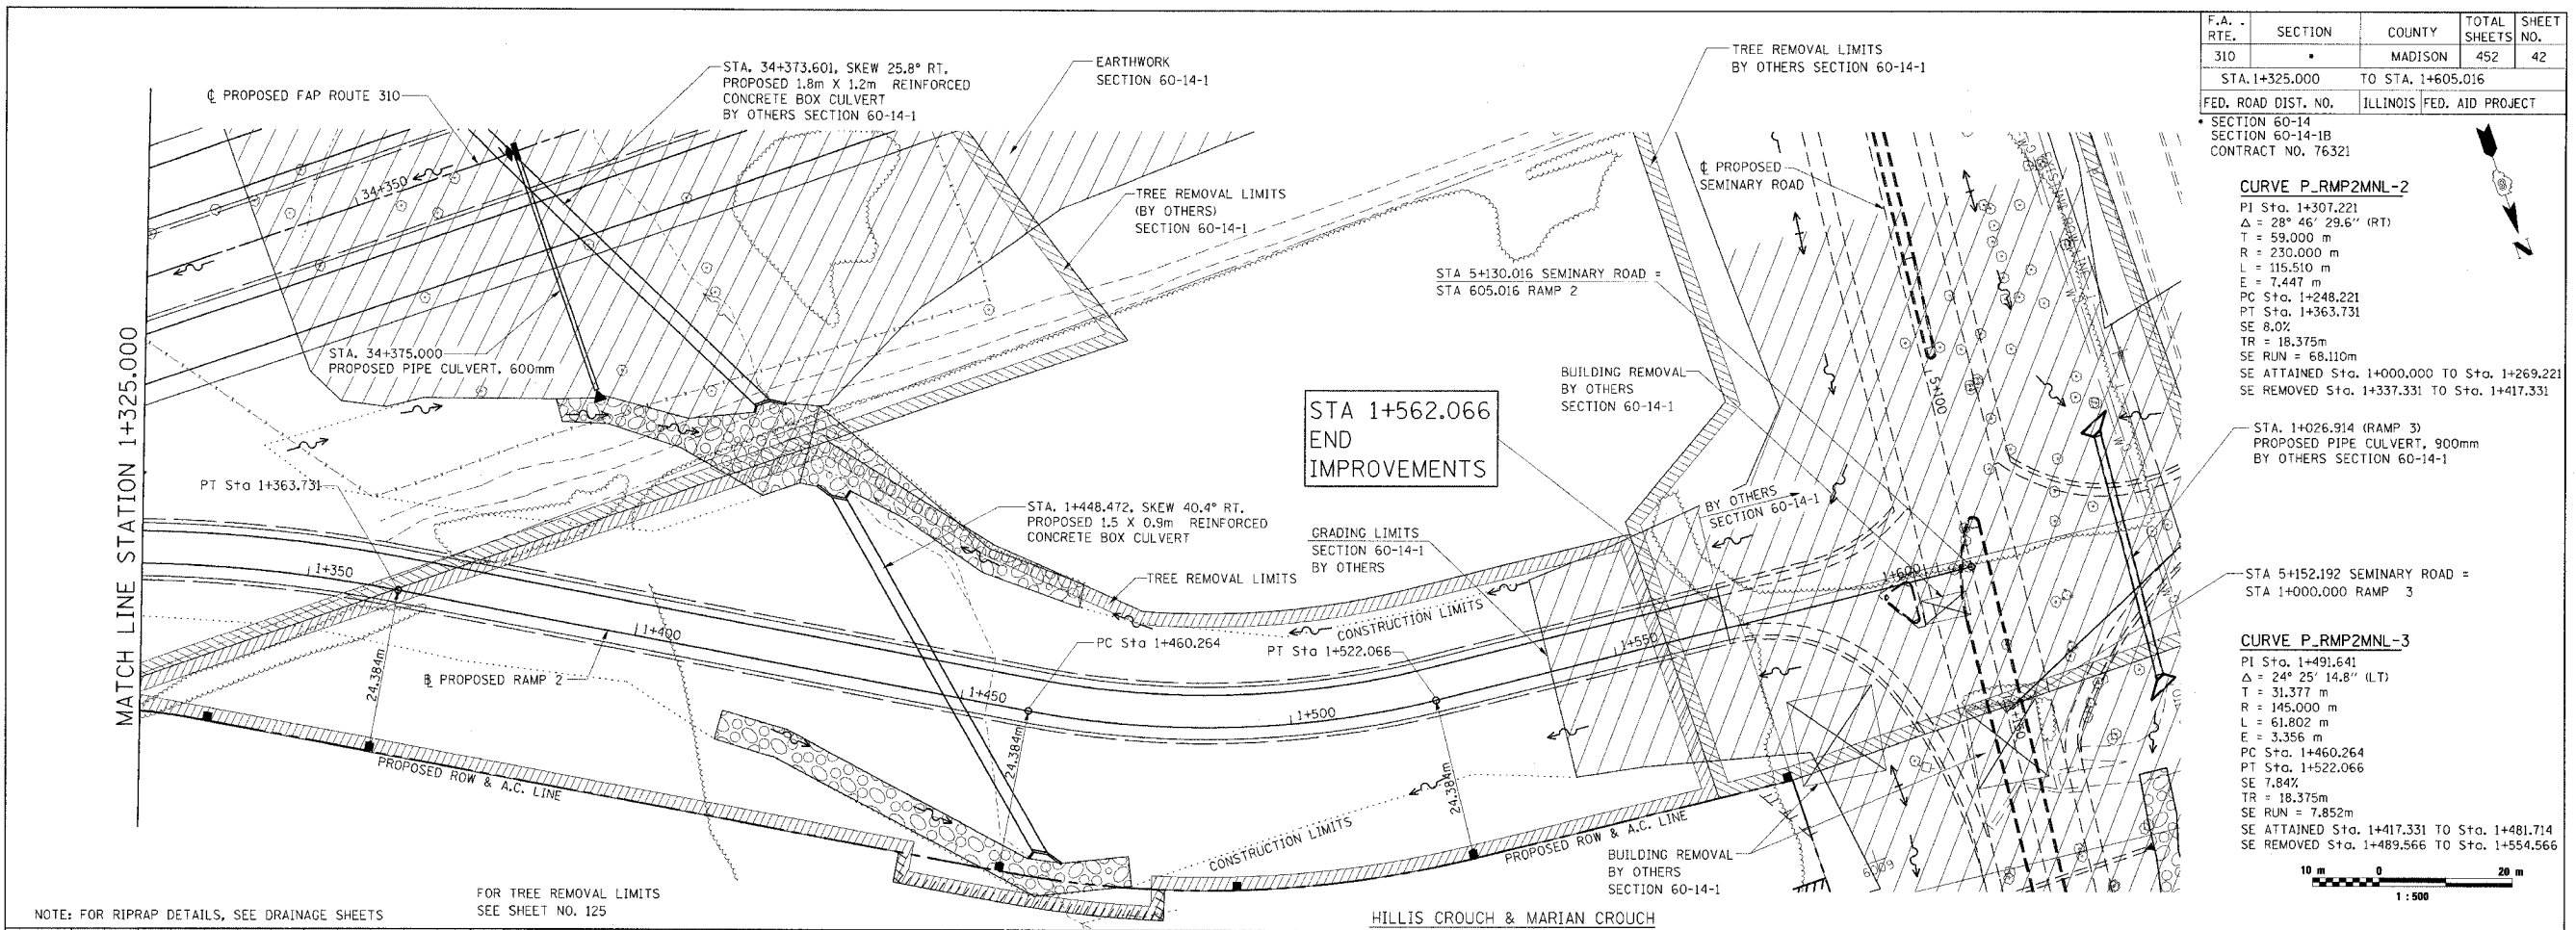 F.A. . RTE. SECTION COUNTY TOTAL SHEETS SHEET NO.
310 • MADISON 452 42
STA.1+325.000 TO STA. 1+605.016
FED. ROAD DIST. NO. ILLINOIS FED. AID PROJECT
• SECTION 60-14
SECTION 60-14-1B
CONTRACT NO. 76321
N
CURVE P_RMP2MNL-2
PI Sta. 1+307.221
Δ = 28° 46' 29.6" (RT)
T = 59.000 m
R = 230.000 m
L = 115.510 m
E = 7.447 m
PC Sta. 1+248.221
PT Sta. 1+363.731
SE 8.0%
TR = 18.375m
SE RUN = 68.110m
SE ATTAINED Sta. 1+000.000 TO Sta. 1+269.221
SE REMOVED Sta. 1+337.331 TO Sta. 1+417.331
STA. 1+026.914 (RAMP 3)
PROPOSED PIPE CULVERT, 900mm
BY OTHERS SECTION 60-14-1
STA 5+152.192 SEMINARY ROAD =
STA 1+000.000 RAMP 3
CURVE P_RMP2MNL-3
PI Sta. 1+491.641
Δ = 24° 25' 14.8" (LT)
T = 31.377 m
R = 145.000 m
L = 61.802 m
E = 3.356 m
PC Sta. 1+460.264
PT Sta. 1+522.066
SE 7.84%
TR = 18.375m
SE RUN = 7.852m
SE ATTAINED Sta. 1+417.331 TO Sta. 1+481.714
SE REMOVED Sta. 1+489.566 TO Sta. 1+554.566
10 m 0 20 m
1 : 500
MATCH LINE STATION 1+325.000
℄ PROPOSED FAP ROUTE 310
STA. 34+373.601, SKEW 25.8° RT.
PROPOSED 1.8m X 1.2m REINFORCED
CONCRETE BOX CULVERT
BY OTHERS SECTION 60-14-1
EARTHWORK
SECTION 60-14-1
34+350
TREE REMOVAL LIMITS
(BY OTHERS)
SECTION 60-14-1
STA. 34+375.000
PROPOSED PIPE CULVERT, 600mm
PT Sta 1+363.731
1+350
1+400
1+450
1+500
1+550
1+600
STA. 1+448.472, SKEW 40.4° RT.
PROPOSED 1.5 X 0.9m REINFORCED
CONCRETE BOX CULVERT
TREE REMOVAL LIMITS
PC Sta 1+460.264
PT Sta 1+522.066
CONSTRUCTION LIMITS
24.384m
24.384m
24.384m
PROPOSED RAMP 2
PROPOSED ROW & A.C. LINE
CONSTRUCTION LIMITS
PROPOSED ROW & A.C. LINE
TREE REMOVAL LIMITS
BY OTHERS SECTION 60-14-1
℄ PROPOSED
SEMINARY ROAD
STA 5+130.016 SEMINARY ROAD =
STA 605.016 RAMP 2
5+100
BUILDING REMOVAL
BY OTHERS
SECTION 60-14-1
STA 1+562.066
END
IMPROVEMENTS
GRADING LIMITS
SECTION 60-14-1
BY OTHERS
BY OTHERS
SECTION 60-14-1
BUILDING REMOVAL
BY OTHERS
SECTION 60-14-1
6309
HILLIS CROUCH & MARIAN CROUCH
FOR TREE REMOVAL LIMITS
SEE SHEET NO. 125
NOTE: FOR RIPRAP DETAILS, SEE DRAINAGE SHEETS